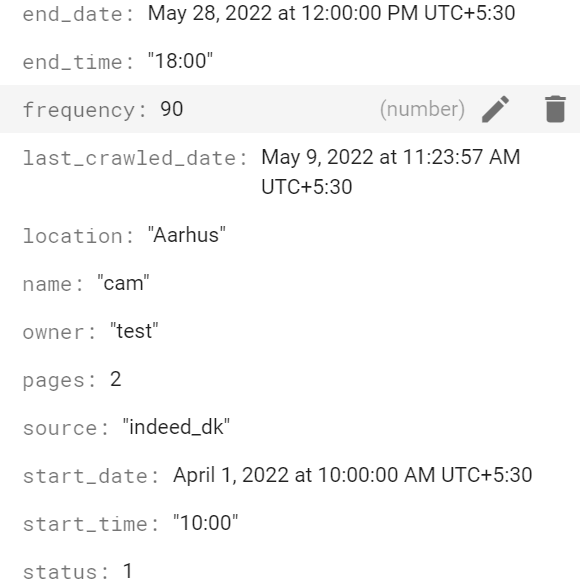 end_date: May 28, 2022 at 12:00:00 PM UTC+5:30
end_time: "18:00"
frequency: 90 (number)
last_crawled_date: May 9, 2022 at 11:23:57 AM
UTC+5:30
location: "Aarhus"
name: "cam"
owner: "test"
pages: 2
source: "indeed_dk"
start_date: April 1, 2022 at 10:00:00 AM UTC+5:30
start_time: "10:00"
status: 1